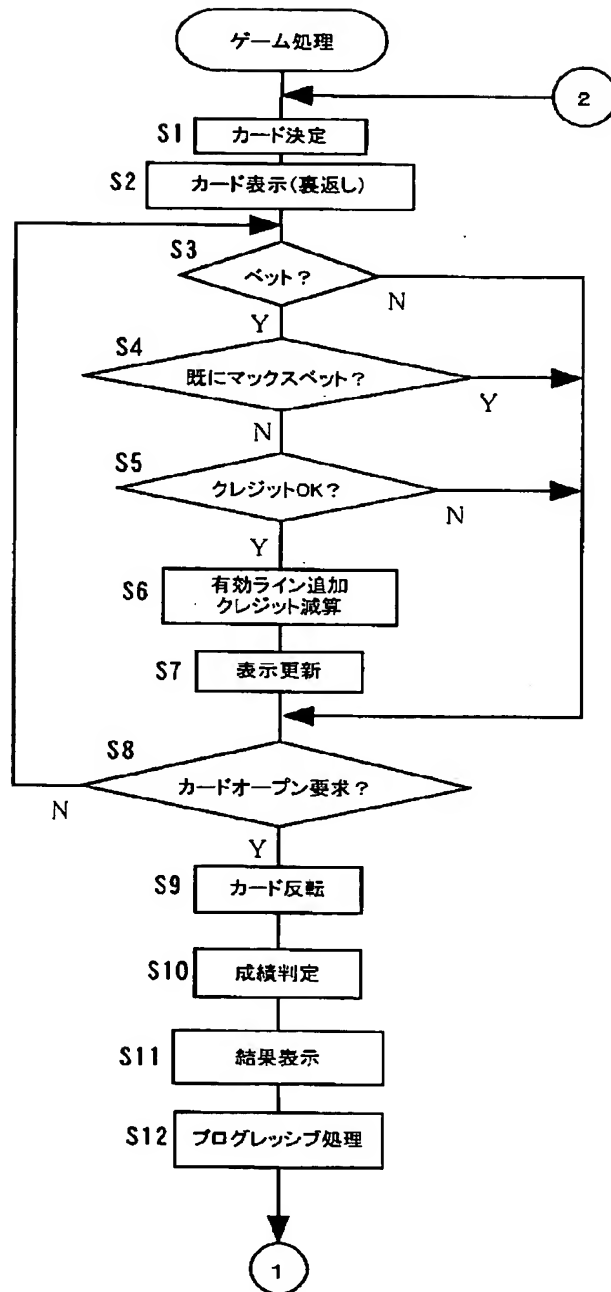 ゲーム処理
2
S1
カード決定
S2
カード表示(裏返し)
S3
ベット?
N
Y
S4
既にマックスベット?
Y
N
S5
クレジットOK?
N
Y
S6
有効ライン追加
クレジット減算
S7
表示更新
S8
カードオープン要求?
N
Y
S9
カード反転
S10
成績判定
S11
結果表示
S12
プログレッシブ処理
1